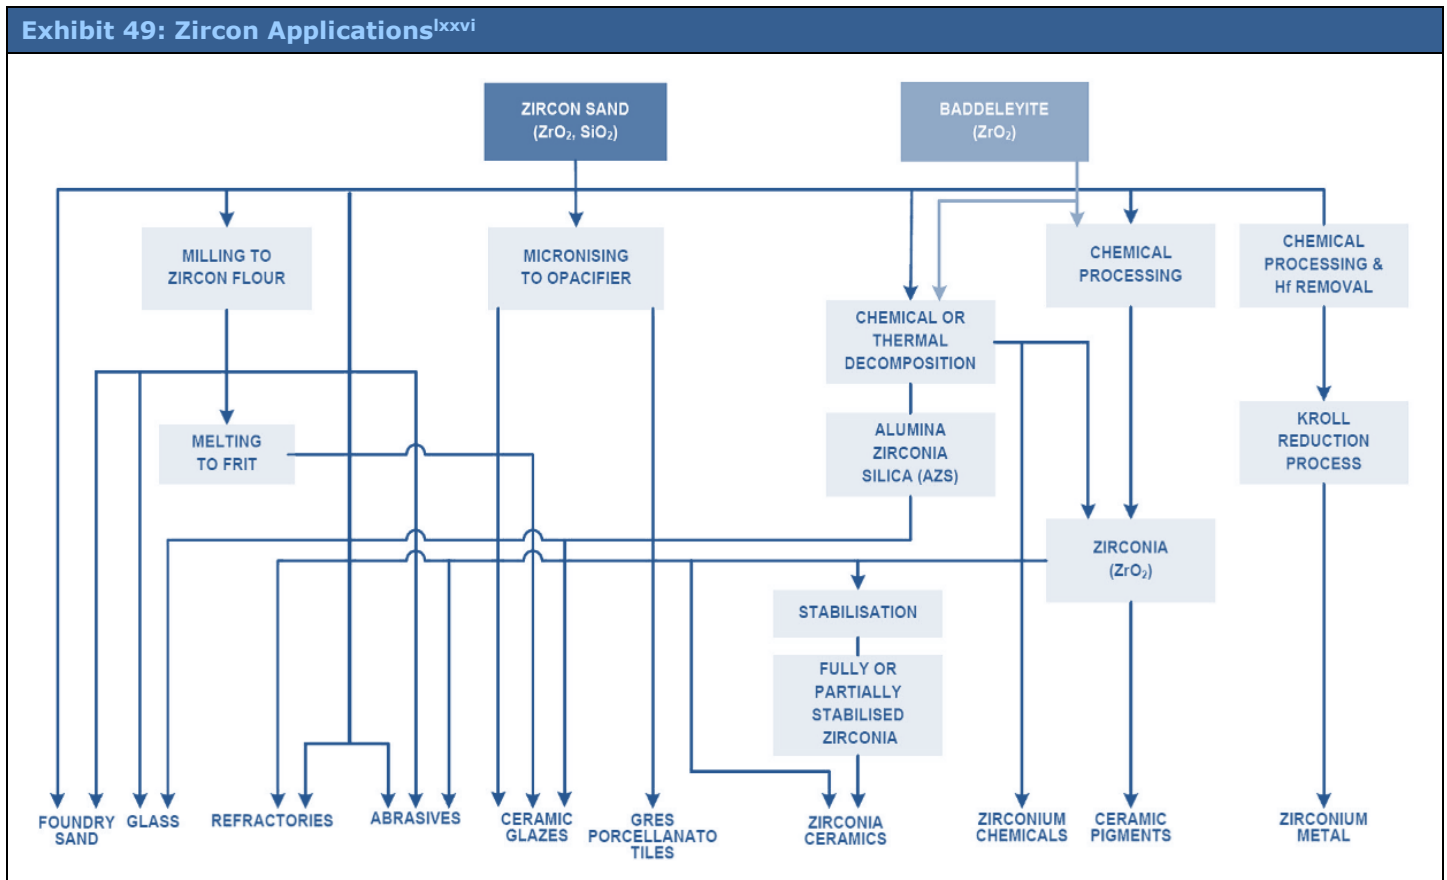 Exhibit 49: Zircon Applicationslxxvi
ZIRCON SAND
(ZrO₂, SiO₂)
BADDELEYITE
(ZrO₂)
MILLING TO
ZIRCON FLOUR
MICRONISING
TO OPACIFIER
CHEMICAL
PROCESSING
CHEMICAL
PROCESSING &
Hf REMOVAL
CHEMICAL OR
THERMAL
DECOMPOSITION
MELTING
TO FRIT
ALUMINA
ZIRCONIA
SILICA (AZS)
KROLL
REDUCTION
PROCESS
ZIRCONIA
(ZrO₂)
STABILISATION
FULLY OR
PARTIALLY
STABILISED
ZIRCONIA
FOUNDRY
SAND
GLASS
REFRACTORIES
ABRASIVES
CERAMIC
GLAZES
GRES
PORCELLANATO
TILES
ZIRCONIA
CERAMICS
ZIRCONIUM
CHEMICALS
CERAMIC
PIGMENTS
ZIRCONIUM
METAL